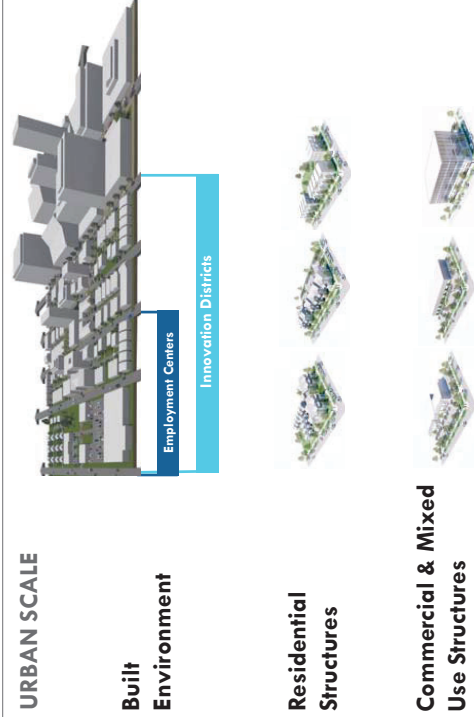 URBAN SCALE
Built
Environment
Employment Centers
Innovation Districts
Residential
Structures
Commercial & Mixed
Use Structures